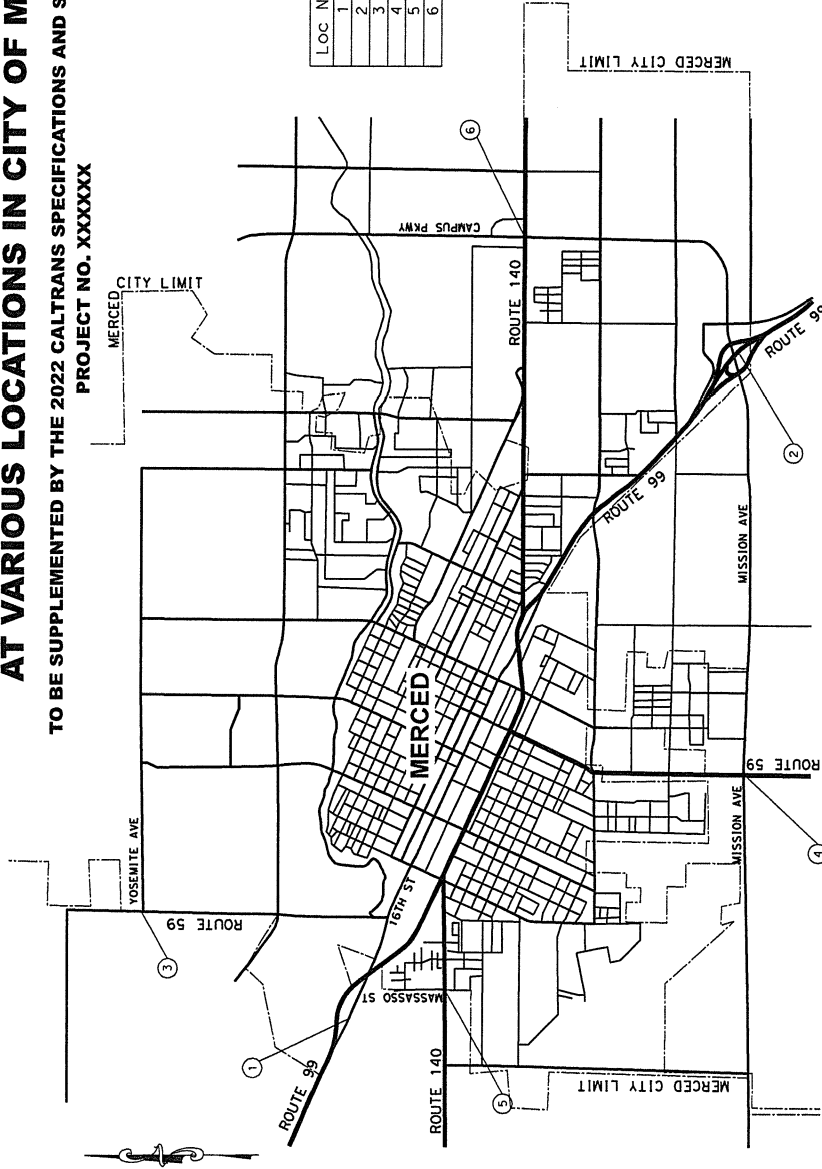 AT VARIOUS LOCATIONS IN CITY OF M
TO BE SUPPLEMENTED BY THE 2022 CALTRANS SPECIFICATIONS AND S
PROJECT NO. XXXXXX
LOC N
1
2
3
4
5
6
MERCED CITY LIMIT
MERCED
CITY LIMIT
6
CAMPUS PKWY
ROUTE 140
ROUTE 99
2
ROUTE 99
MISSION AVE
MERCED
YOSEMITE AVE
ROUTE 59
3
16TH ST
MASSASSO ST
1
ROUTE 99
ROUTE 140
5
MERCED CITY LIMIT
MISSION AVE
ROUTE 59
4